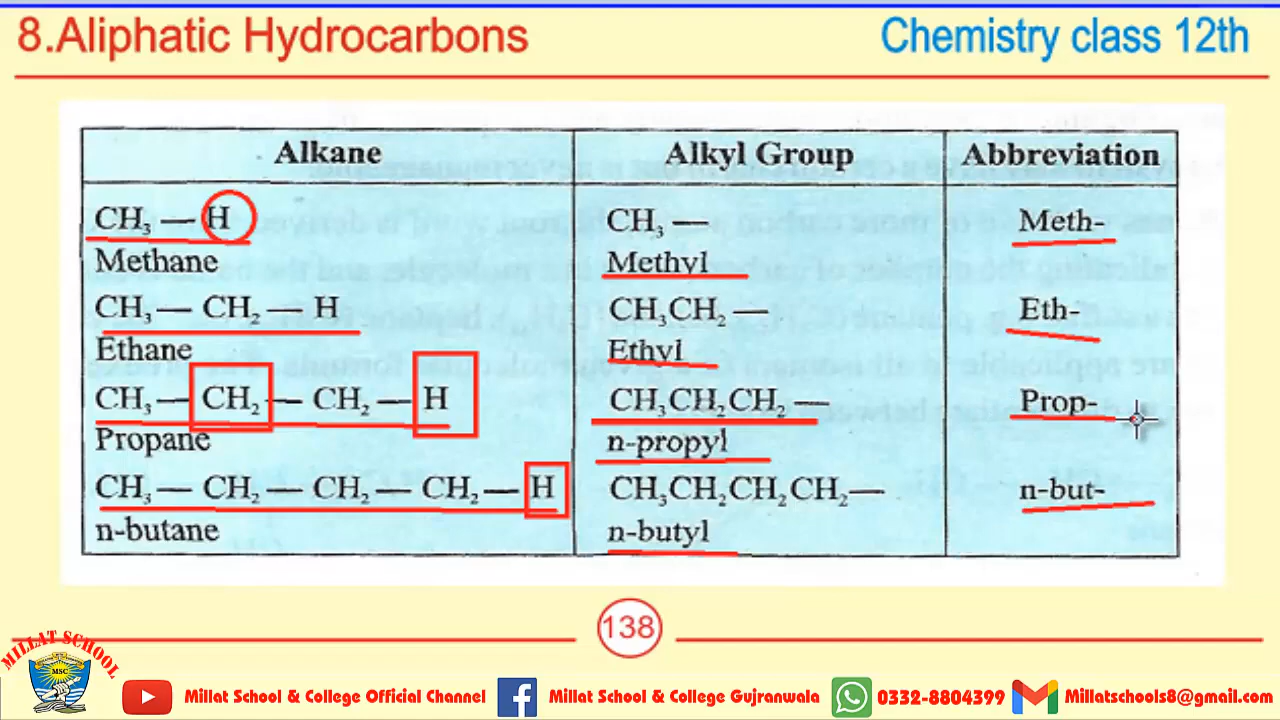 8.Aliphatic Hydrocarbons
Chemistry class 12th
Alkane Alkyl Group Abbreviation
CH₃ — H CH₃ — Meth-
Methane Methyl
CH₃ — CH₂ — H CH₃CH₂ — Eth-
Ethane Ethyl
CH₃ — CH₂ — CH₂ — H CH₃CH₂CH₂ — Prop-
Propane n-propyl
CH₃ — CH₂ — CH₂ — CH₂ — H CH₃CH₂CH₂CH₂— n-but-
n-butane n-butyl
138
MILLAT SCHOOL
MSC
Millat School & College Official Channel
Millat School & College Gujranwala
0332-8804399
Millatschools8@gmail.com